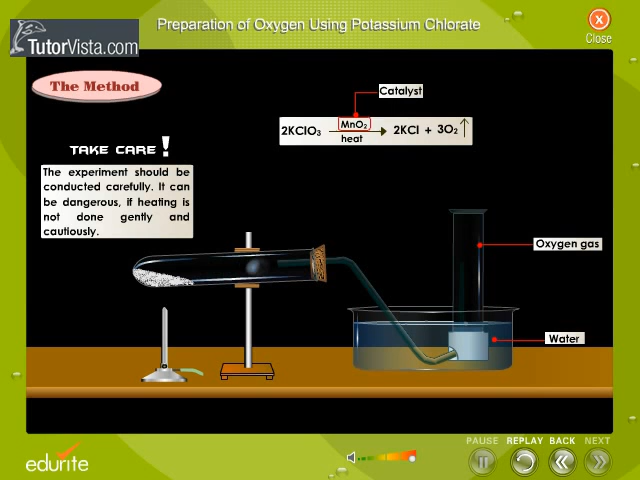 Preparation of Oxygen Using Potassium Chlorate
Close
TutorVista.com
The Method
Catalyst
MnO₂
2KClO₃ 2KCl + 3O₂ ↑
heat
TAKE CARE !
The experiment should be
conducted carefully. It can
be dangerous, if heating is
not done gently and
cautiously.
Oxygen gas
Water
PAUSE REPLAY BACK NEXT
edurite